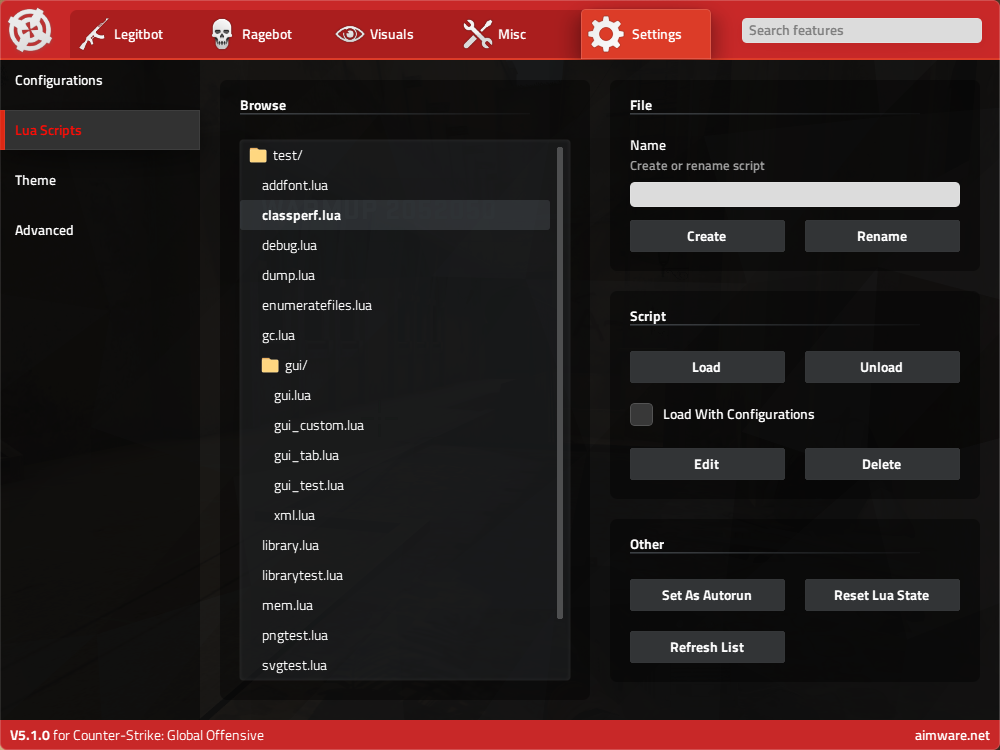 Legitbot
Ragebot
Visuals
Misc
Settings
Search features
Configurations
Lua Scripts
Theme
Advanced
Browse
test/
addfont.lua
classperf.lua
debug.lua
dump.lua
enumeratefiles.lua
gc.lua
gui/
gui.lua
gui_custom.lua
gui_tab.lua
gui_test.lua
xml.lua
library.lua
librarytest.lua
mem.lua
pngtest.lua
svgtest.lua
File
Name
Create or rename script
Create
Rename
Script
Load
Unload
Load With Configurations
Edit
Delete
Other
Set As Autorun
Reset Lua State
Refresh List
V5.1.0 for Counter-Strike: Global Offensive
aimware.net